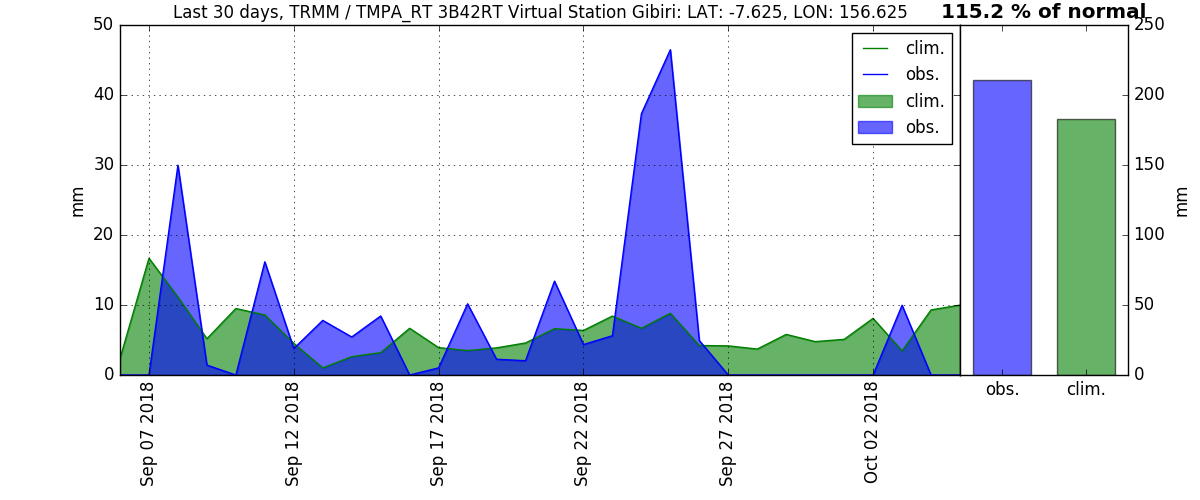 Last 30 days, TRMM / TMPA_RT 3B42RT Virtual Station Gibiri: LAT: -7.625, LON: 156.625
115.2 % of normal
50
40
30
20
10
0
mm
clim.
obs.
clim.
obs.
250
200
150
100
50
0
mm
obs.
clim.
Sep 07 2018
Sep 12 2018
Sep 17 2018
Sep 22 2018
Sep 27 2018
Oct 02 2018